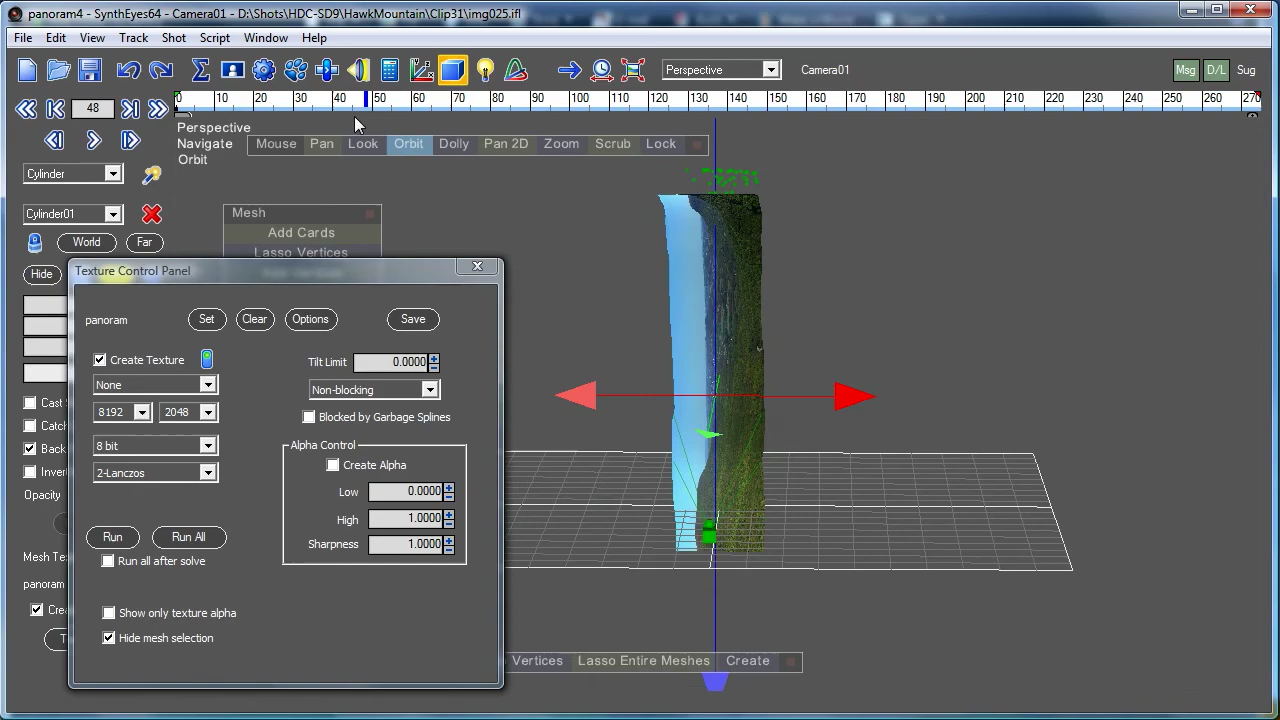 panoram4 - SynthEyes64 - Camera01 - D:\Shots\HDC-SD9\HawkMountain\Clip31\img025.ifl
File Edit View Track Shot Script Window Help
Perspective Camera01 Msg D/L Sug
48 0 10 20 30 40 50 60 70 80 90 100 110 120 130 140 150 160 170 180 190 200 210 220 230 240 250 260 270
Perspective
Navigate Mouse Pan Look Orbit Dolly Pan 2D Zoom Scrub Lock
Orbit
Cylinder
Cylinder01 Mesh
Add Cards
World Far
Lasso Vertices
Hide Texture Control Panel
panoram Set Clear Options Save
Create Texture Tilt Limit 0.0000
None Non-blocking
8192 2048 Blocked by Garbage Splines
8 bit Alpha Control
2-Lanczos Create Alpha
Low 0.0000
High 1.0000
Sharpness 1.0000
Run Run All
Run all after solve
Show only texture alpha
Hide mesh selection
Cast
Catch
Back
Inver
Opacity
Mesh Te
panoram
Crea
T
Vertices Lasso Entire Meshes Create